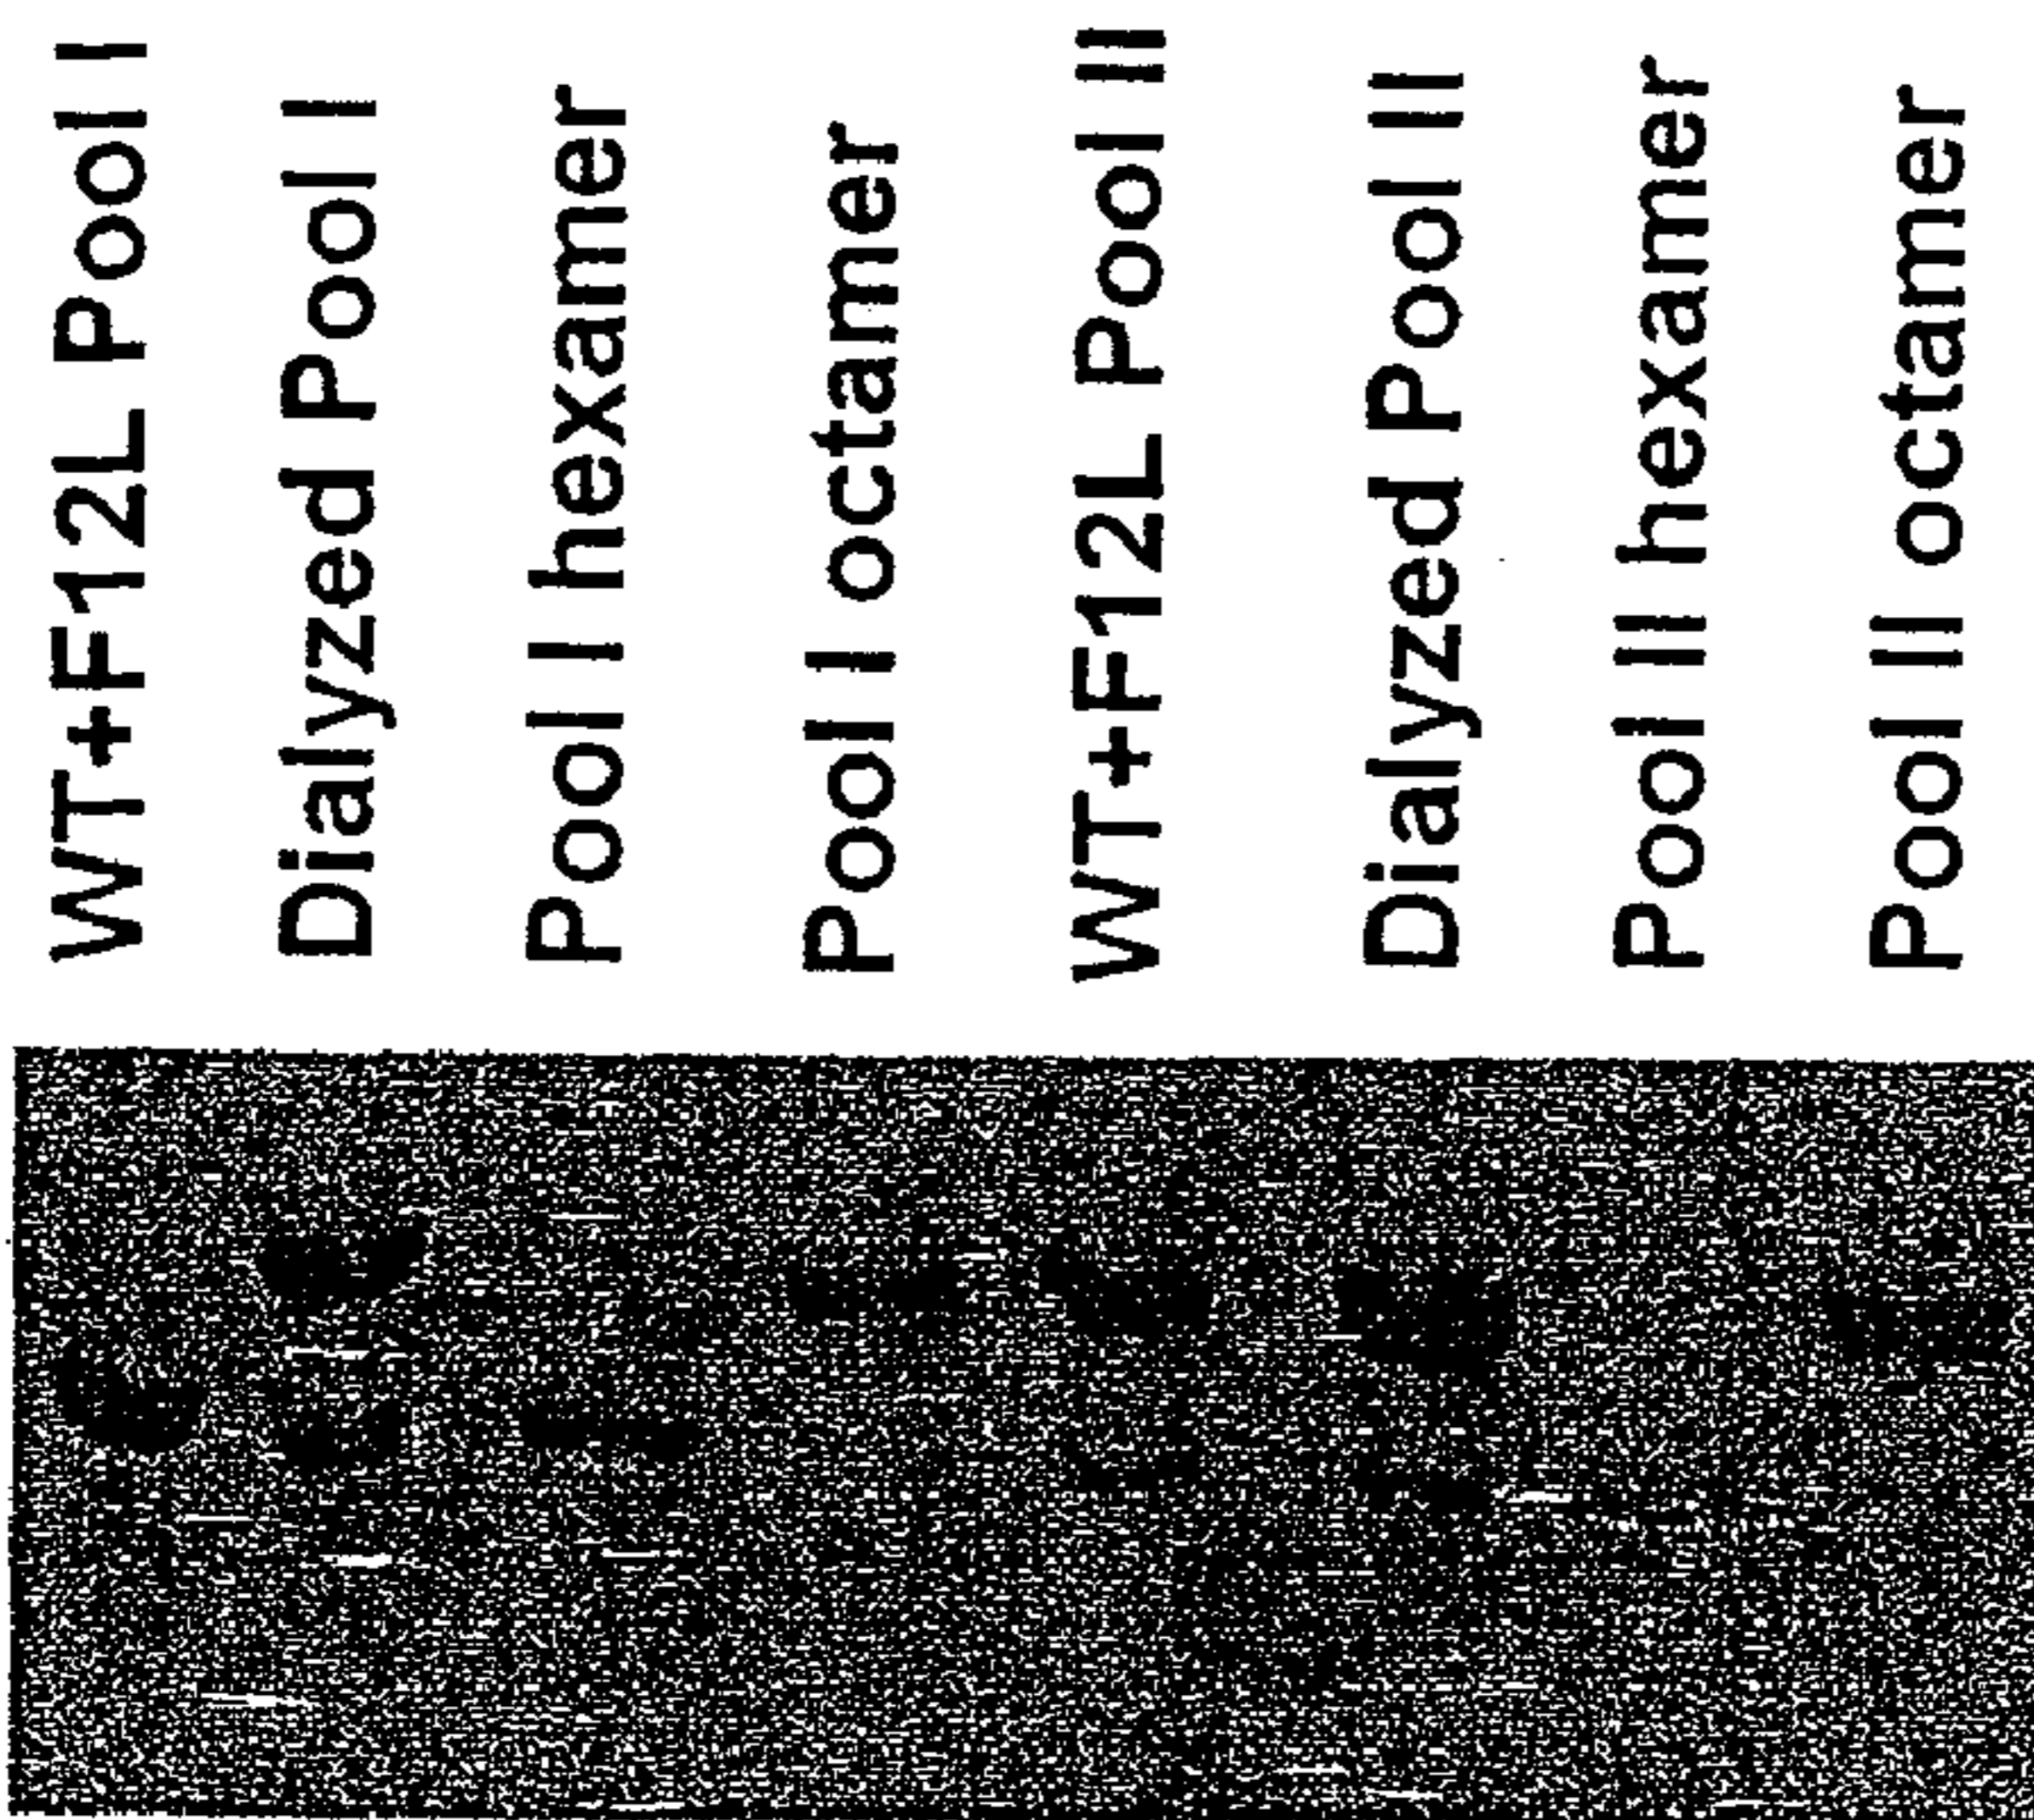 WT+F12L Pool I
Dialyzed Pool I
Pool I hexamer
Pool I octamer
WT+F12L Pool II
Dialyzed Pool II
Pool II hexamer
Pool II octamer